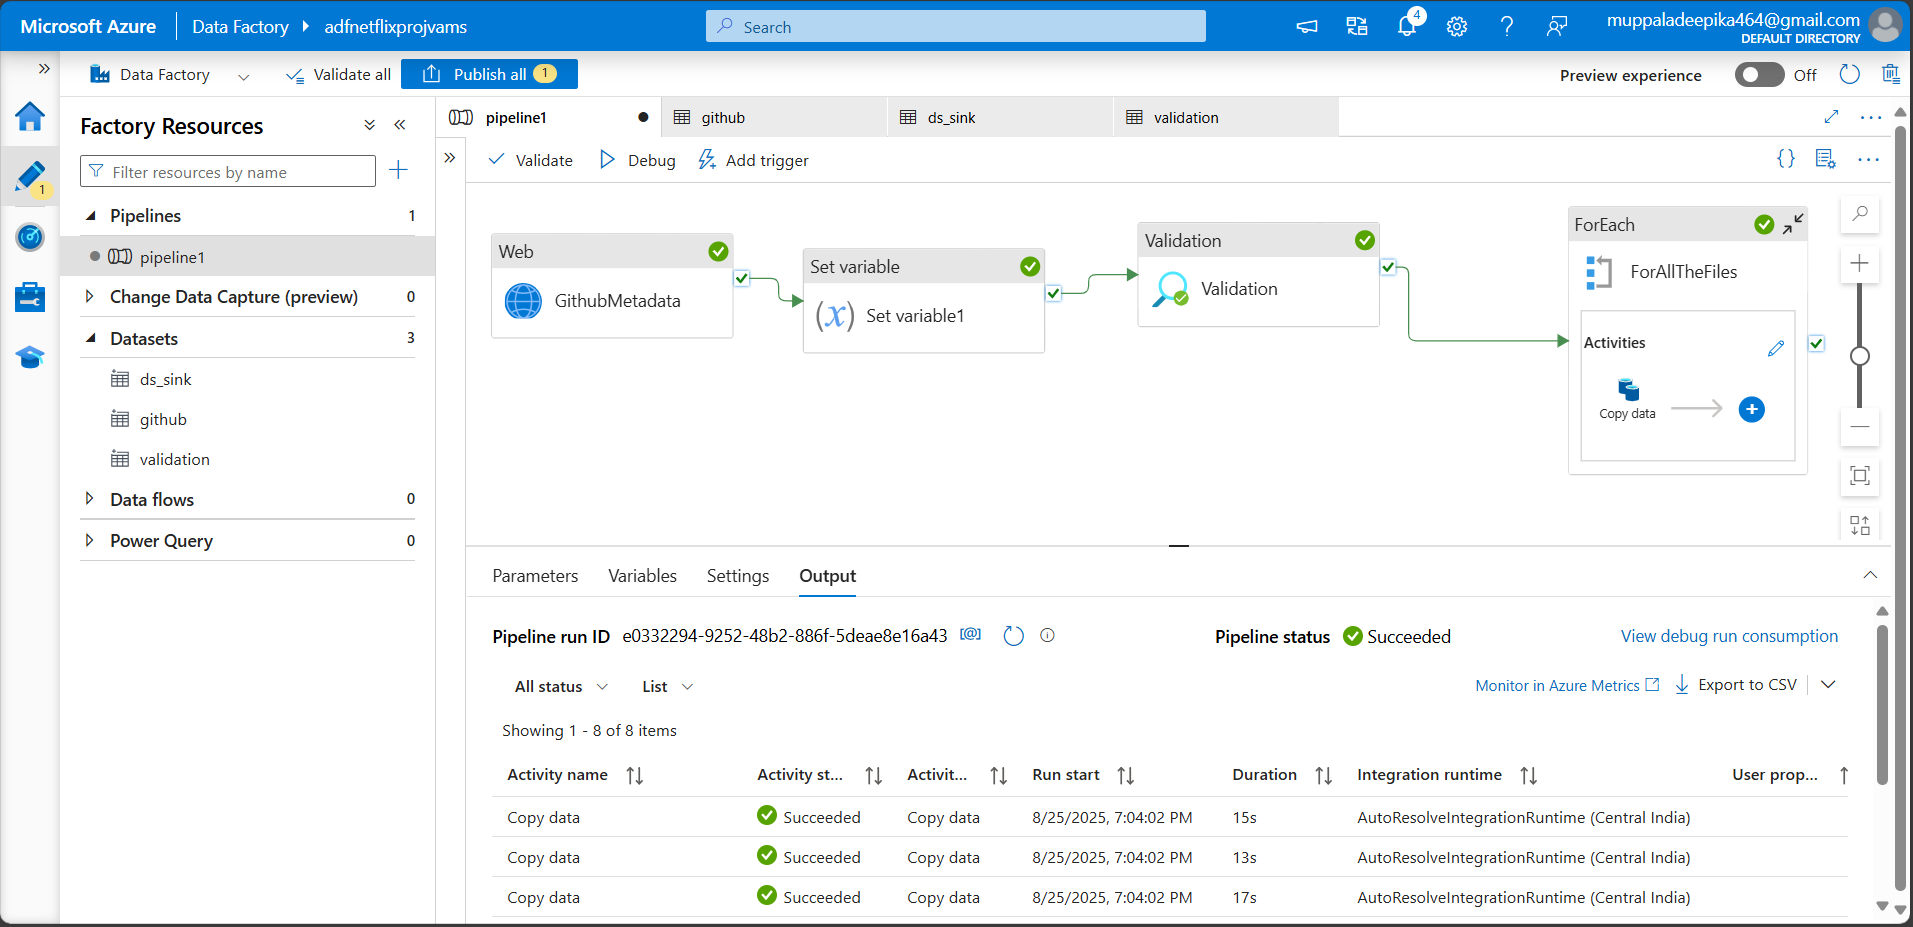 Microsoft Azure
Data Factory
adfnetflixprojvams
Search
4
muppaladeepika464@gmail.com
DEFAULT DIRECTORY
Data Factory
Validate all
Publish all 1
Preview experience
Off
1
Factory Resources
Filter resources by name
Pipelines 1
pipeline1
Change Data Capture (preview) 0
Datasets 3
ds_sink
github
validation
Data flows 0
Power Query 0
pipeline1
github
ds_sink
validation
Validate
Debug
Add trigger
Web
GithubMetadata
Set variable
(x) Set variable1
Validation
Validation
ForEach
ForAllTheFiles
Activities
Copy data
Parameters Variables Settings Output
Pipeline run ID e0332294-9252-48b2-886f-5deae8e16a43
Pipeline status Succeeded
View debug run consumption
All status
List
Monitor in Azure Metrics
Export to CSV
Showing 1 - 8 of 8 items
Activity name Activity st... Activit... Run start Duration Integration runtime User prop...
Copy data Succeeded Copy data 8/25/2025, 7:04:02 PM 15s AutoResolveIntegrationRuntime (Central India)
Copy data Succeeded Copy data 8/25/2025, 7:04:02 PM 13s AutoResolveIntegrationRuntime (Central India)
Copy data Succeeded Copy data 8/25/2025, 7:04:02 PM 17s AutoResolveIntegrationRuntime (Central India)